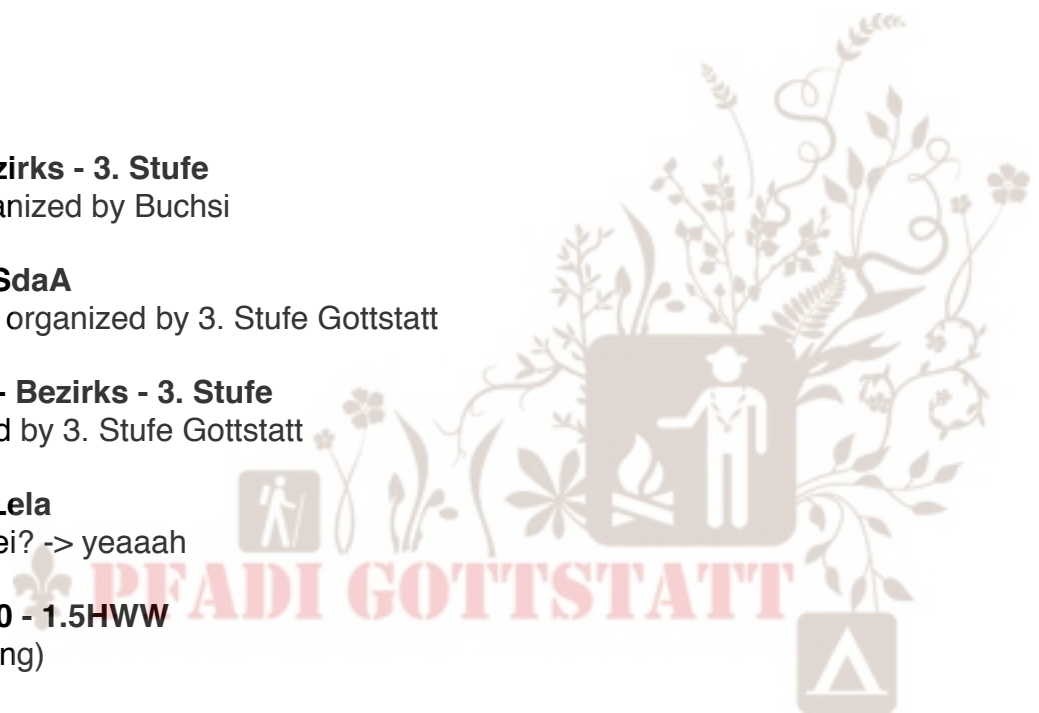 zirks - 3. Stufe
anized by Buchsi
SdaA
organized by 3. Stufe Gottstatt
- Bezirks - 3. Stufe
d by 3. Stufe Gottstatt
Lela
ei? -> yeaaah
PFADI GOTTSTATT
0 - 1.5HWW
ng)